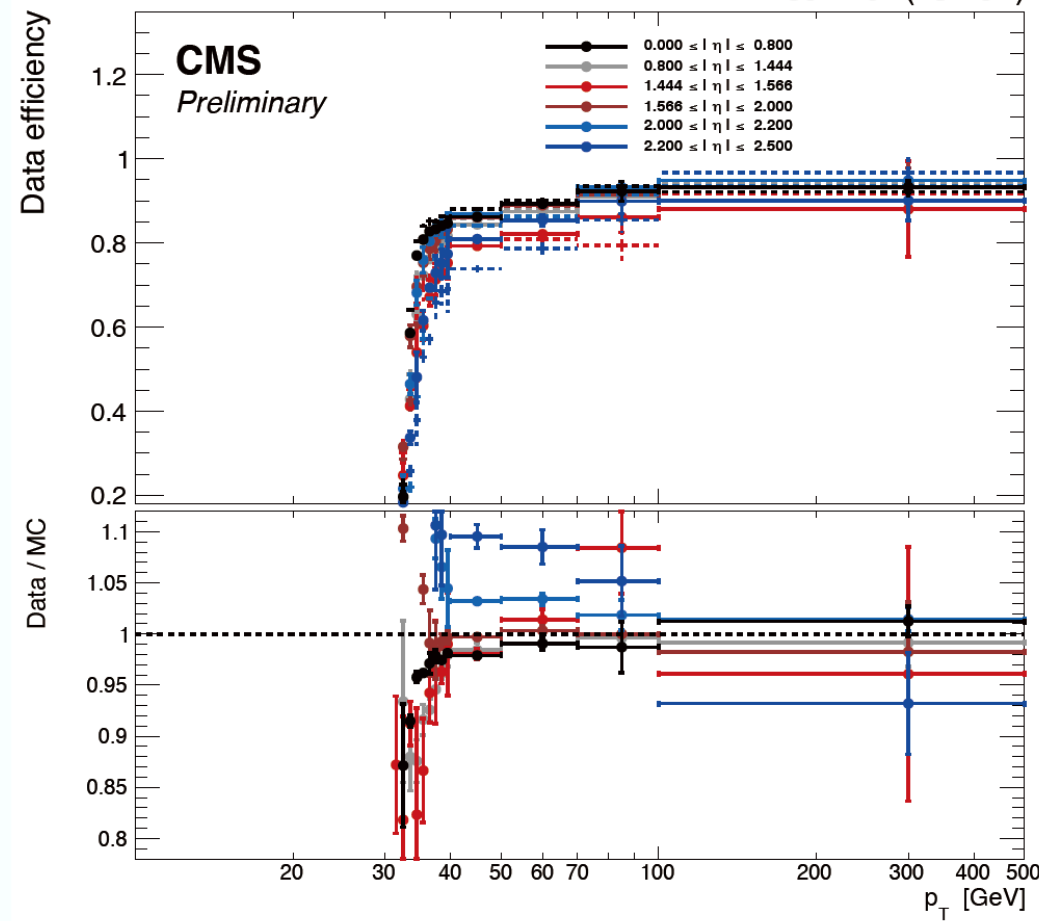 CMS
Preliminary
0.000 ≤ | η | ≤ 0.800
0.800 ≤ | η | ≤ 1.444
1.444 ≤ | η | ≤ 1.566
1.566 ≤ | η | ≤ 2.000
2.000 ≤ | η | ≤ 2.200
2.200 ≤ | η | ≤ 2.500
Data efficiency
1.2
1
0.8
0.6
0.4
0.2
Data / MC
1.1
1.05
1
0.95
0.9
0.85
0.8
20 30 40 50 60 70 100 200 300 400 500
p_T [GeV]